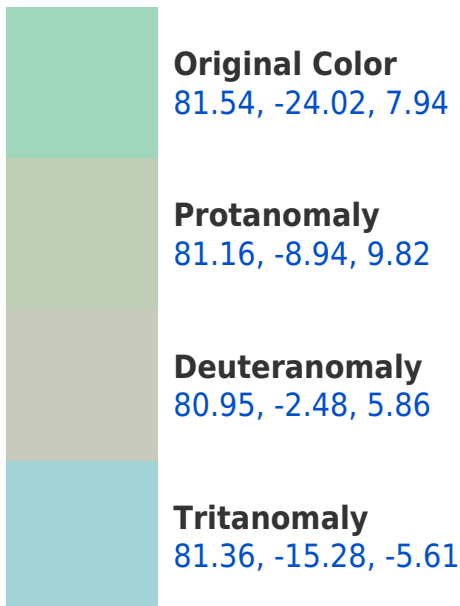 Original Color
81.54, -24.02, 7.94
Protanomaly
81.16, -8.94, 9.82
Deuteranomaly
80.95, -2.48, 5.86
Tritanomaly
81.36, -15.28, -5.61